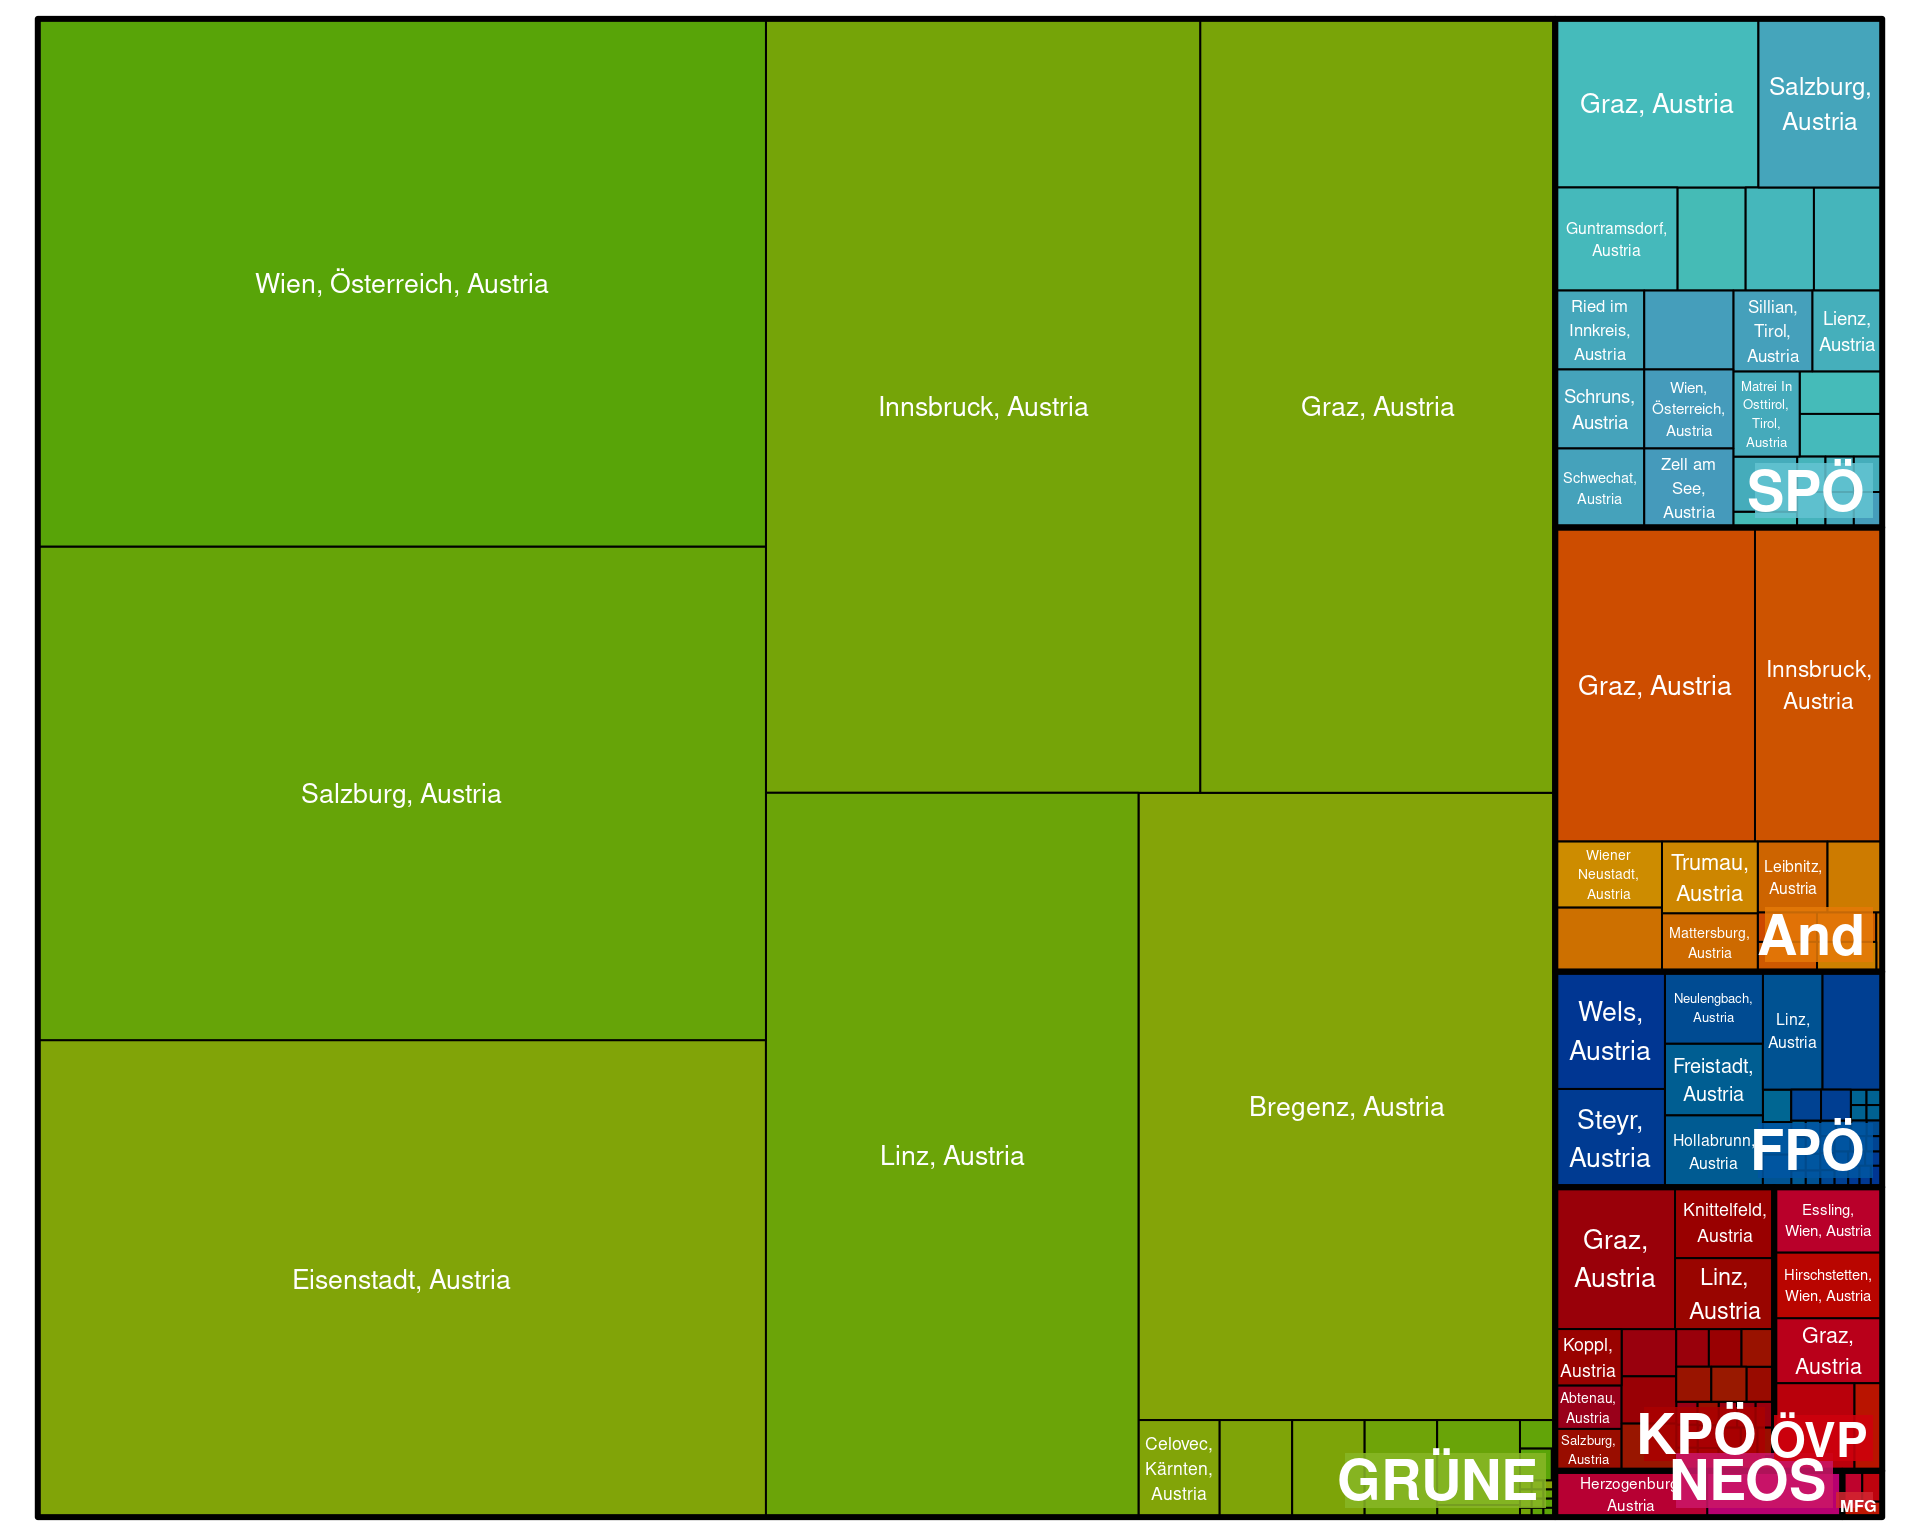 Wien, Österreich, Austria
Salzburg, Austria
Eisenstadt, Austria
Innsbruck, Austria
Graz, Austria
Linz, Austria
Bregenz, Austria
Celovec,
Kärnten,
Austria
GRÜNE
Graz, Austria
Salzburg,
Austria
Guntramsdorf,
Austria
Ried im
Innkreis,
Austria
Sillian,
Tirol,
Austria
Lienz,
Austria
Schruns,
Austria
Wien,
Österreich,
Austria
Matrei In
Osttirol,
Tirol,
Austria
Schwechat,
Austria
Zell am
See,
Austria
SPÖ
Graz, Austria
Innsbruck,
Austria
Wiener
Neustadt,
Austria
Trumau,
Austria
Leibnitz,
Austria
Mattersburg,
Austria
And
Wels,
Austria
Neulengbach,
Austria
Linz,
Austria
Freistadt,
Austria
Steyr,
Austria
Hollabrunn,
Austria
FPÖ
Graz,
Austria
Knittelfeld,
Austria
Linz,
Austria
Koppl,
Austria
Abtenau,
Austria
Salzburg,
Austria
KPÖ
Essling,
Wien, Austria
Hirschstetten,
Wien, Austria
Graz,
Austria
ÖVP
Herzogenburg
Austria
NEOS
MFG